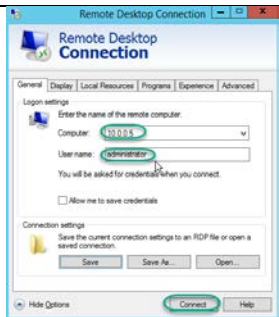 Remote Desktop Connection
Remote Desktop
Connection
General Display Local Resources Programs Experience Advanced
Logon settings
Enter the name of the remote computer.
Computer: 10.0.0.5
User name: administrator
You will be asked for credentials when you connect.
Allow me to save credentials
Connection settings
Save the current connection settings to an RDP file or open a
saved connection.
Save Save As... Open...
Hide Options Connect Help